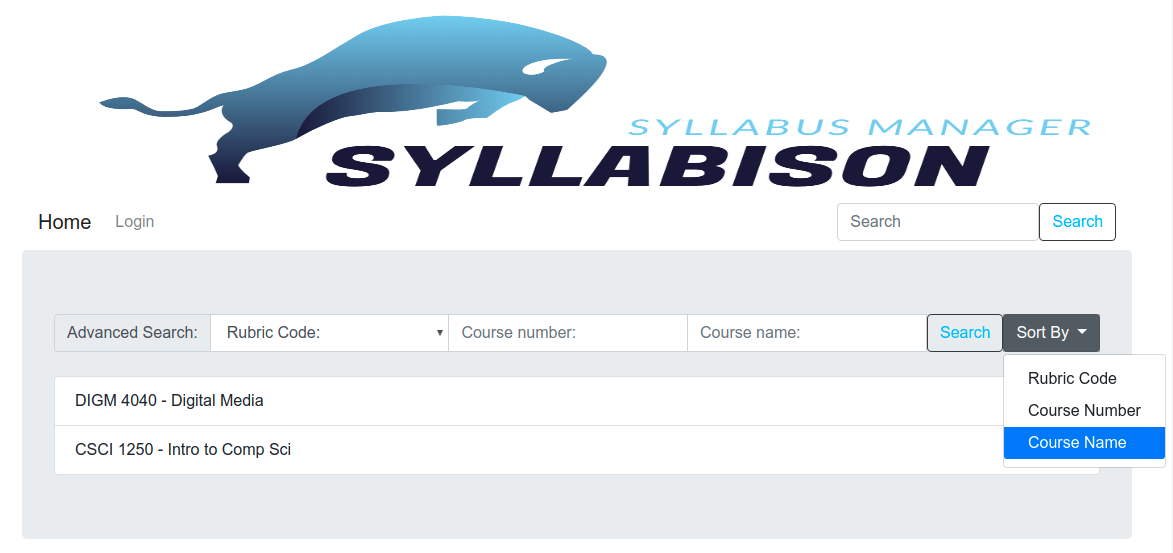 SYLLABUS MANAGER
SYLLABISON
Home Login Search Search
Advanced Search: Rubric Code: Course number: Course name: Search Sort By
Rubric Code
DIGM 4040 - Digital Media
Course Number
Course Name
CSCI 1250 - Intro to Comp Sci